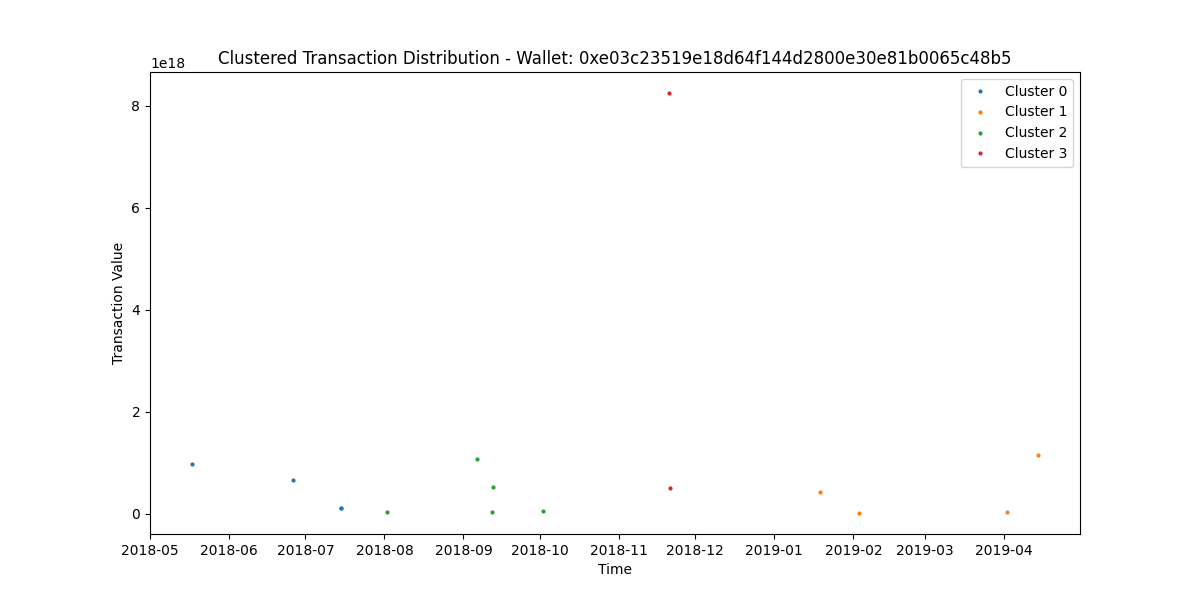 Clustered Transaction Distribution - Wallet: 0xe03c23519e18d64f144d2800e30e81b0065c48b5
1e18
Cluster 0
Cluster 1
Cluster 2
Cluster 3
8
6
4
2
0
Transaction Value
2018-05 2018-06 2018-07 2018-08 2018-09 2018-10 2018-11 2018-12 2019-01 2019-02 2019-03 2019-04
Time